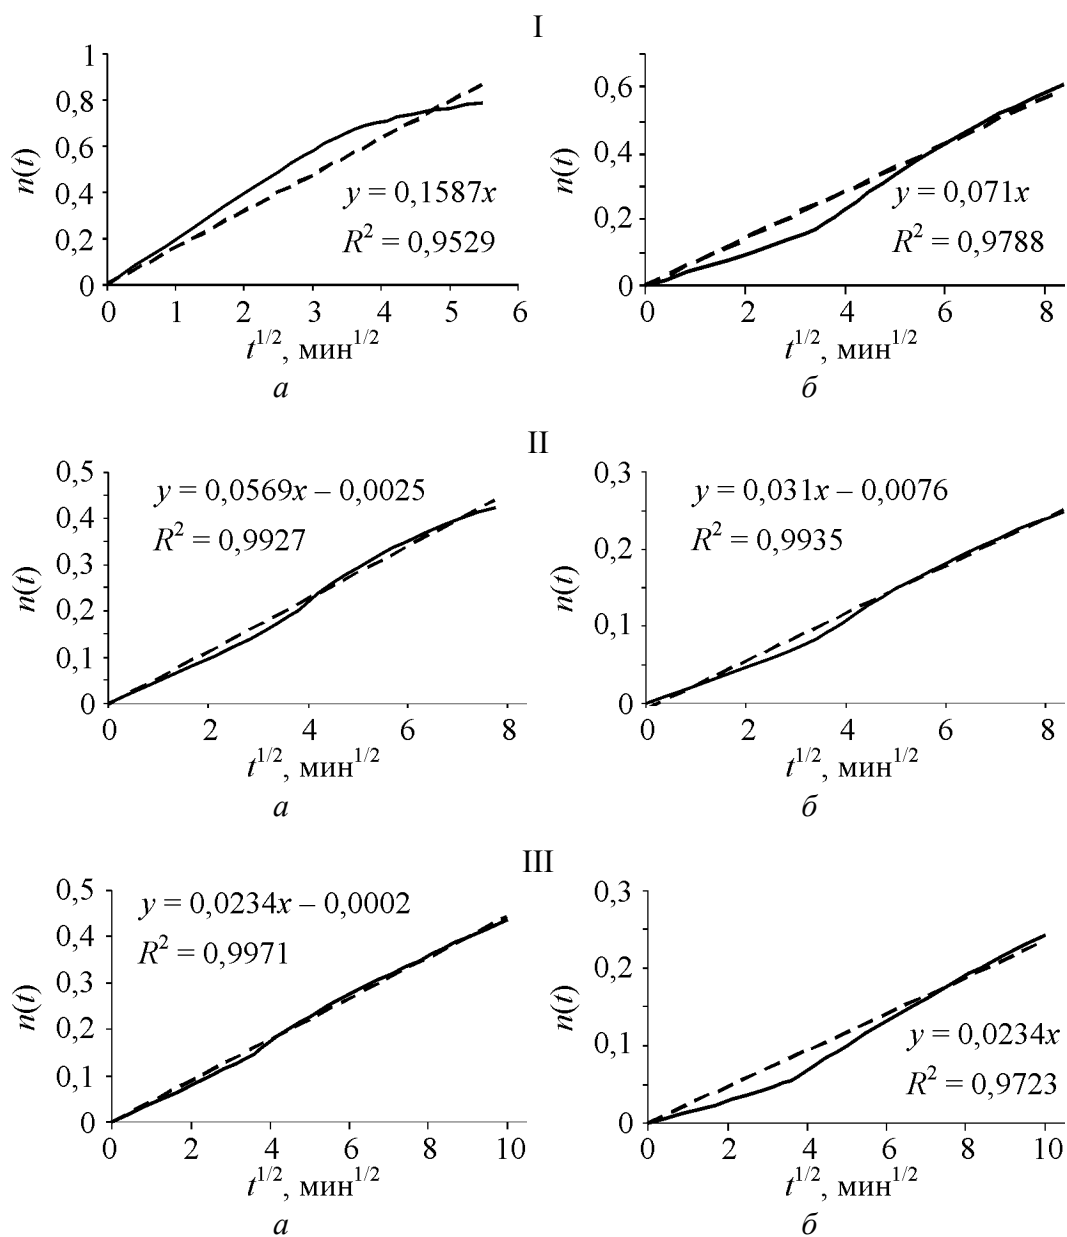 I
n(t)
1
0,8
0,6
0,4
0,2
0
y = 0,1587x
R² = 0,9529
1 2 3 4 5 6
t^{1/2}, мин^{1/2}
а
n(t)
0,6
0,4
0,2
0
y = 0,071x
R² = 0,9788
0 2 4 6 8
t^{1/2}, мин^{1/2}
б
II
n(t)
0,5
0,4
0,3
0,2
0,1
0
y = 0,0569x – 0,0025
R² = 0,9927
0 2 4 6 8
t^{1/2}, мин^{1/2}
а
n(t)
0,3
0,2
0,1
0
y = 0,031x – 0,0076
R² = 0,9935
0 2 4 6 8
t^{1/2}, мин^{1/2}
б
III
n(t)
0,5
0,4
0,3
0,2
0,1
0
y = 0,0234x – 0,0002
R² = 0,9971
0 2 4 6 8 10
t^{1/2}, мин^{1/2}
а
n(t)
0,3
0,2
0,1
0
y = 0,0234x
R² = 0,9723
0 2 4 6 8 10
t^{1/2}, мин^{1/2}
б